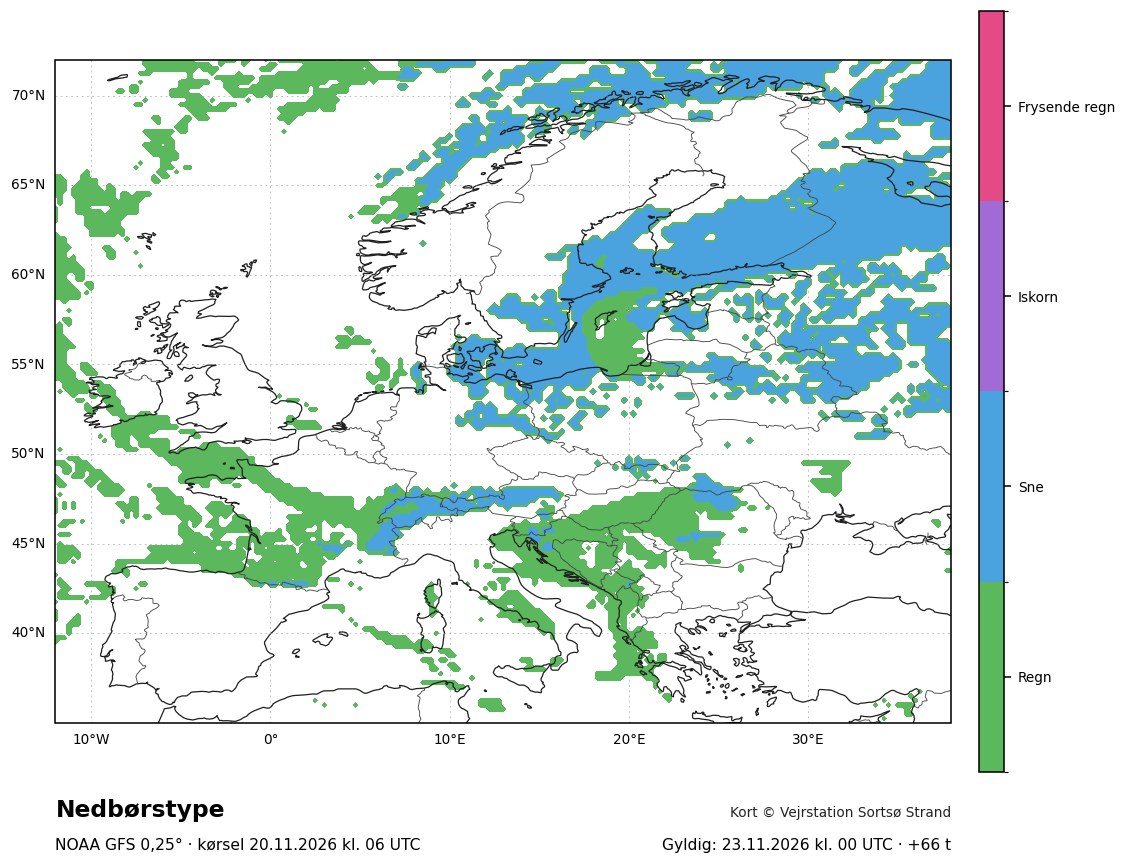 Frysende regn
Iskorn
Sne
Regn
70°N
65°N
60°N
55°N
50°N
45°N
40°N
10°W
0°
10°E
20°E
30°E
Nedbørstype
Kort © Vejrstation Sortsø Strand
NOAA GFS 0,25° · kørsel 20.11.2026 kl. 06 UTC
Gyldig: 23.11.2026 kl. 00 UTC · +66 t